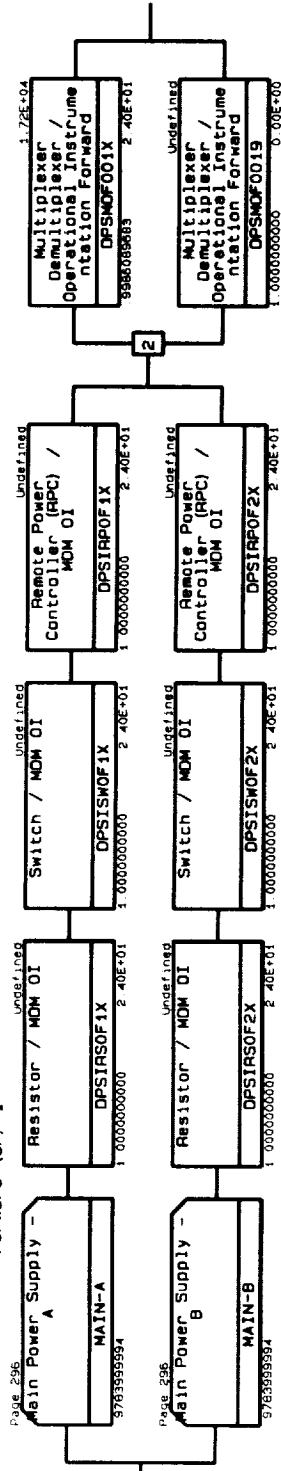 Page 296
Main Power Supply -
A
MAIN-A
9783999994
Undefined
Resistor / MDM OI
DPSIRSOF1X
1 0000000000 2 40E+01
Undefined
Switch / MDM OI
DPSISWOF1X
1.0000000000 2 40E+01
Undefined
Remote Power
Controller (RPC) /
MDM OI
DPSIRPOF1X
1 0000000000 2 40E+01
2
1.72E+04
Multiplexer
Demultiplexer /
Operational Instrume
ntation Forward
DPSMOF001X
.9986089683 2.40E+01
Page 296
Main Power Supply -
B
MAIN-B
9783999994
Undefined
Resistor / MDM OI
DPSIRSOF2X
1 0000000000 2 40E+01
Undefined
Switch / MDM OI
DPSISWOF2X
1.0000000000 2 40E+01
Undefined
Remote Power
Controller (RPC) /
MDM OI
DPSIRPOF2X
1 0000000000 2.40E+01
Undefined
Multiplexer
Demultiplexer /
Operational Instrume
ntation Forward
DPSMOF0019
1.0000000000 0.00E+00